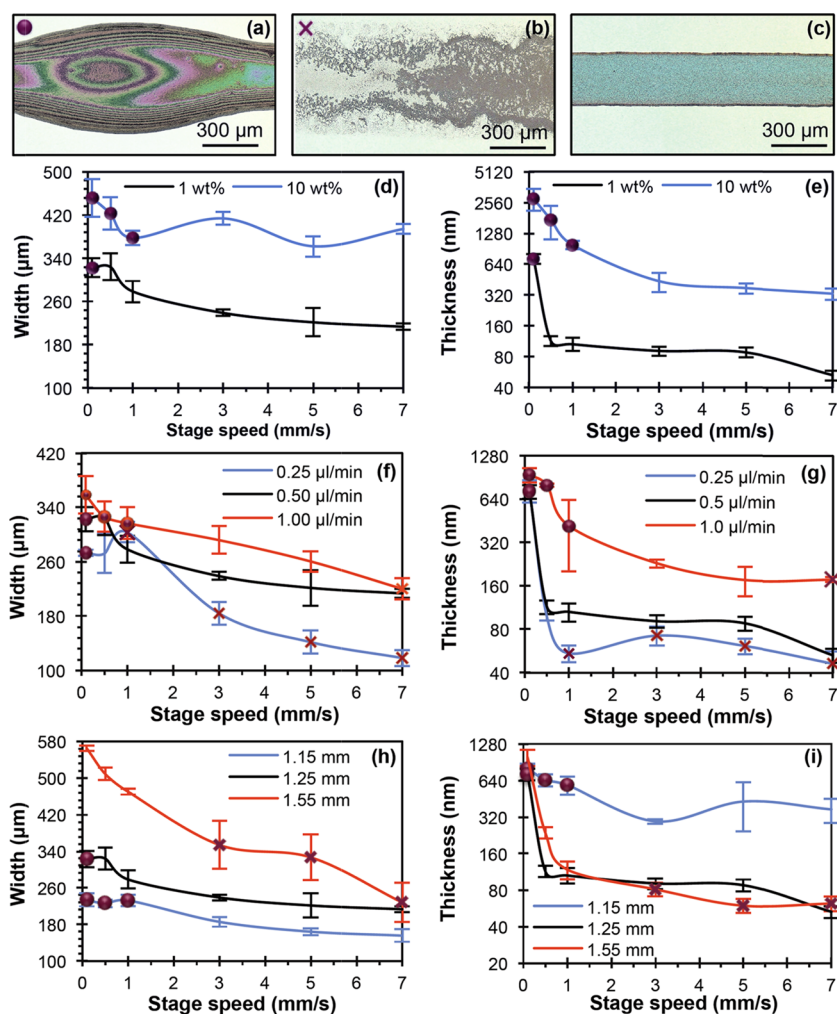 (a)
(b)
(c)
300 µm
300 µm
300 µm
(d)
1 wt%
10 wt%
Width (µm)
500
420
340
260
180
100
0 1 2 3 4 5 6 7
Stage speed (mm/s)
(e)
1 wt%
10 wt%
Thickness (nm)
5120
2560
1280
640
320
160
80
40
0 1 2 3 4 5 6 7
Stage speed (mm/s)
(f)
0.25 µl/min
0.50 µl/min
1.00 µl/min
Width (µm)
420
340
260
180
100
0 1 2 3 4 5 6 7
Stage speed (mm/s)
(g)
0.25 µl/min
0.5 µl/min
1.0 µl/min
Thickness (nm)
1280
640
320
160
80
40
0 1 2 3 4 5 6 7
Stage speed (mm/s)
(h)
1.15 mm
1.25 mm
1.55 mm
Width (µm)
580
500
420
340
260
180
100
0 1 2 3 4 5 6 7
Stage speed (mm/s)
(i)
1.15 mm
1.25 mm
1.55 mm
Thickness (nm)
1280
640
320
160
80
40
20
0 1 2 3 4 5 6 7
Stage speed (mm/s)